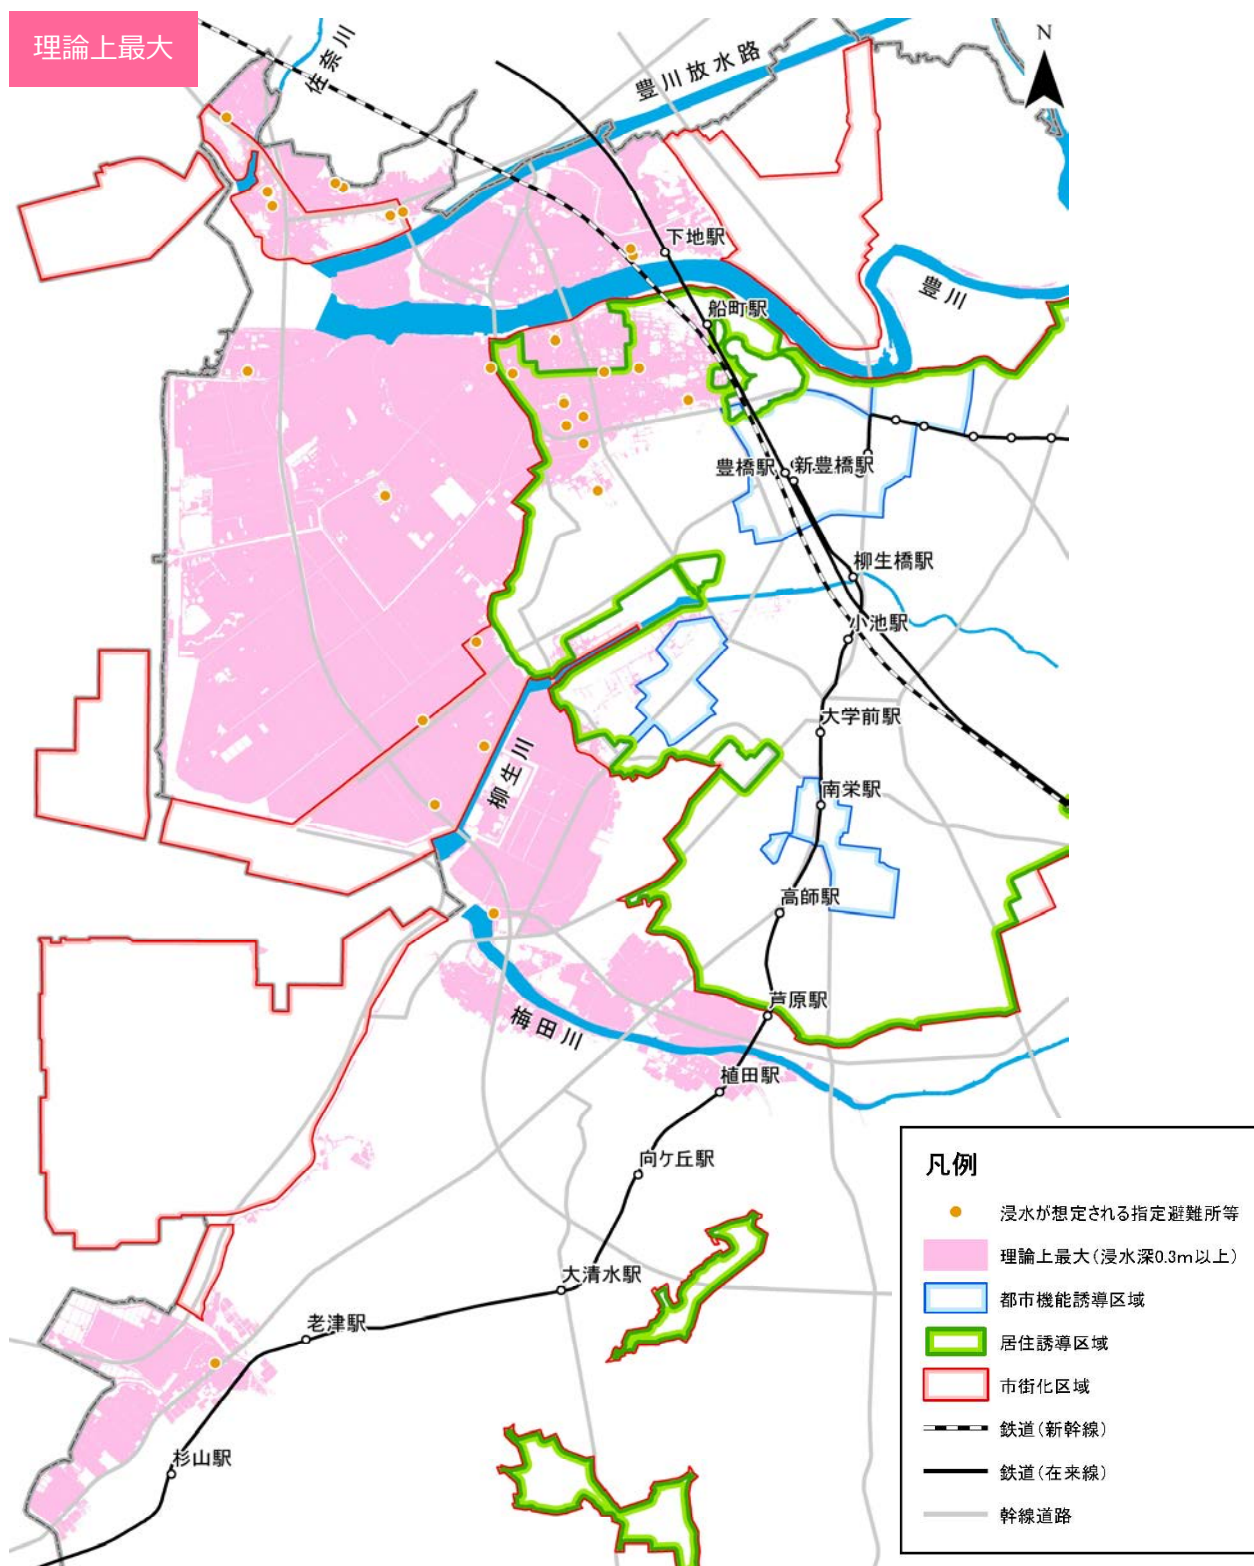 理論上最大
佐奈川
豊川放水路
N
下地駅
豊川
船町駅
豊橋駅
新豊橋駅
柳生橋駅
小池駅
大学前駅
柳生川
南栄駅
高師駅
芦原駅
梅田川
植田駅
向ケ丘駅
大清水駅
老津駅
杉山駅
凡例
浸水が想定される指定避難所等
理論上最大(浸水深0.3m以上)
都市機能誘導区域
居住誘導区域
市街化区域
鉄道(新幹線)
鉄道(在来線)
幹線道路